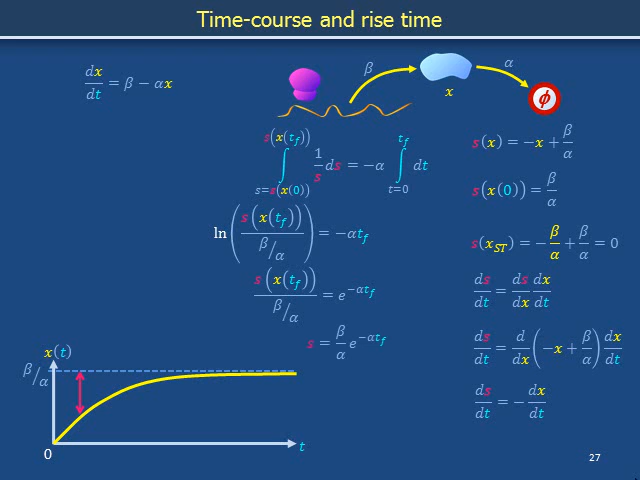 Time-course and rise time
dx/dt = β − αx
β
x
α
ϕ
∫_{s=s(x(0))}^{s(x(t_f))} 1/s ds = −α ∫_{t=0}^{t_f} dt
ln(s(x(t_f)) / (β/α)) = −αt_f
s(x(t_f)) / (β/α) = e^{−αt_f}
s = β/α e^{−αt_f}
s(x) = −x + β/α
s(x(0)) = β/α
s(x_{ST}) = −β/α + β/α = 0
ds/dt = ds/dx dx/dt
ds/dt = d/dx (−x + β/α) dx/dt
ds/dt = −dx/dt
x(t)
β/α
t
0
27